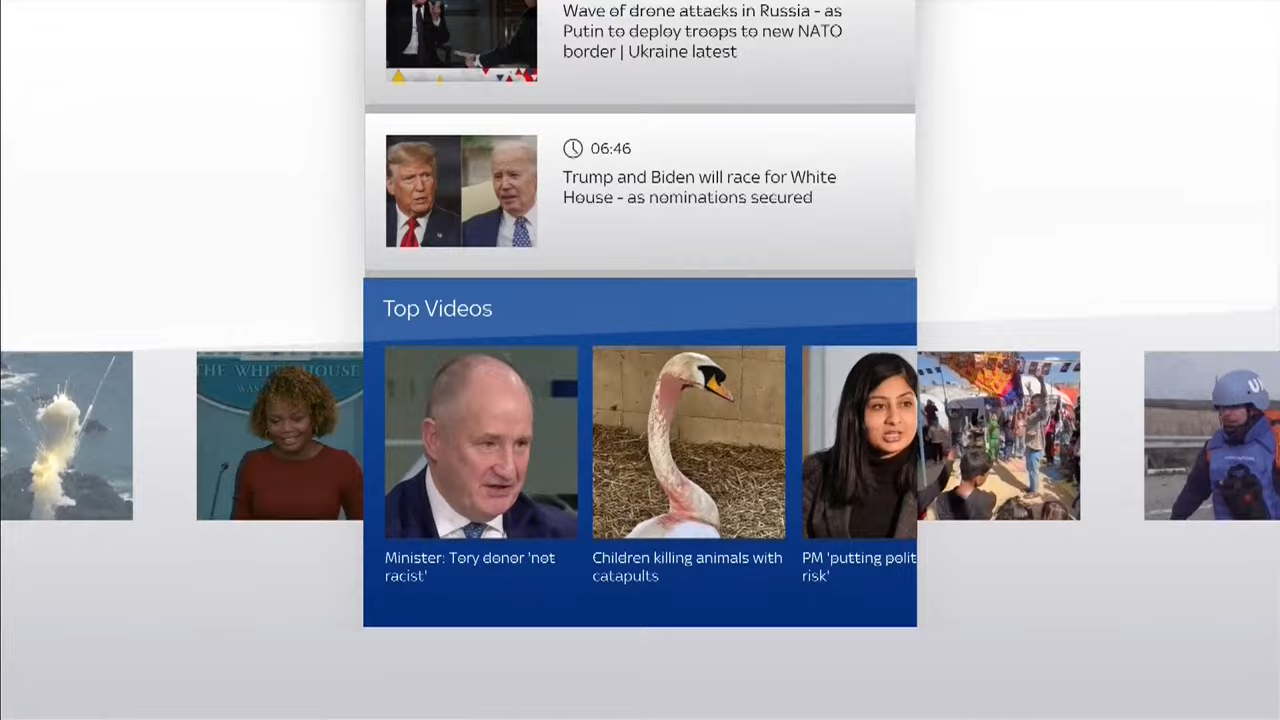 Wave of drone attacks in Russia - as
Putin to deploy troops to new NATO
border | Ukraine latest
06:46
Trump and Biden will race for White
House - as nominations secured
Top Videos
THE WHITE HOUSE
Minister: Tory donor 'not
racist'
Children killing animals with
catapults
PM 'putting polit
risk'